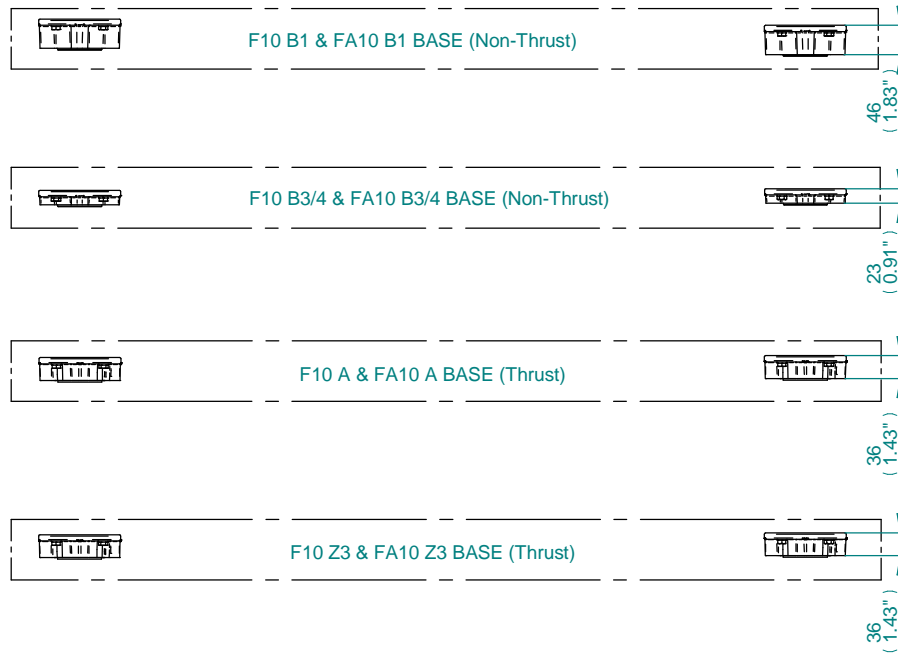 F10 B1 & FA10 B1 BASE (Non-Thrust)
46
( 1.83" )
F10 B3/4 & FA10 B3/4 BASE (Non-Thrust)
23
( 0.91" )
F10 A & FA10 A BASE (Thrust)
36
( 1.43" )
F10 Z3 & FA10 Z3 BASE (Thrust)
36
( 1.43" )